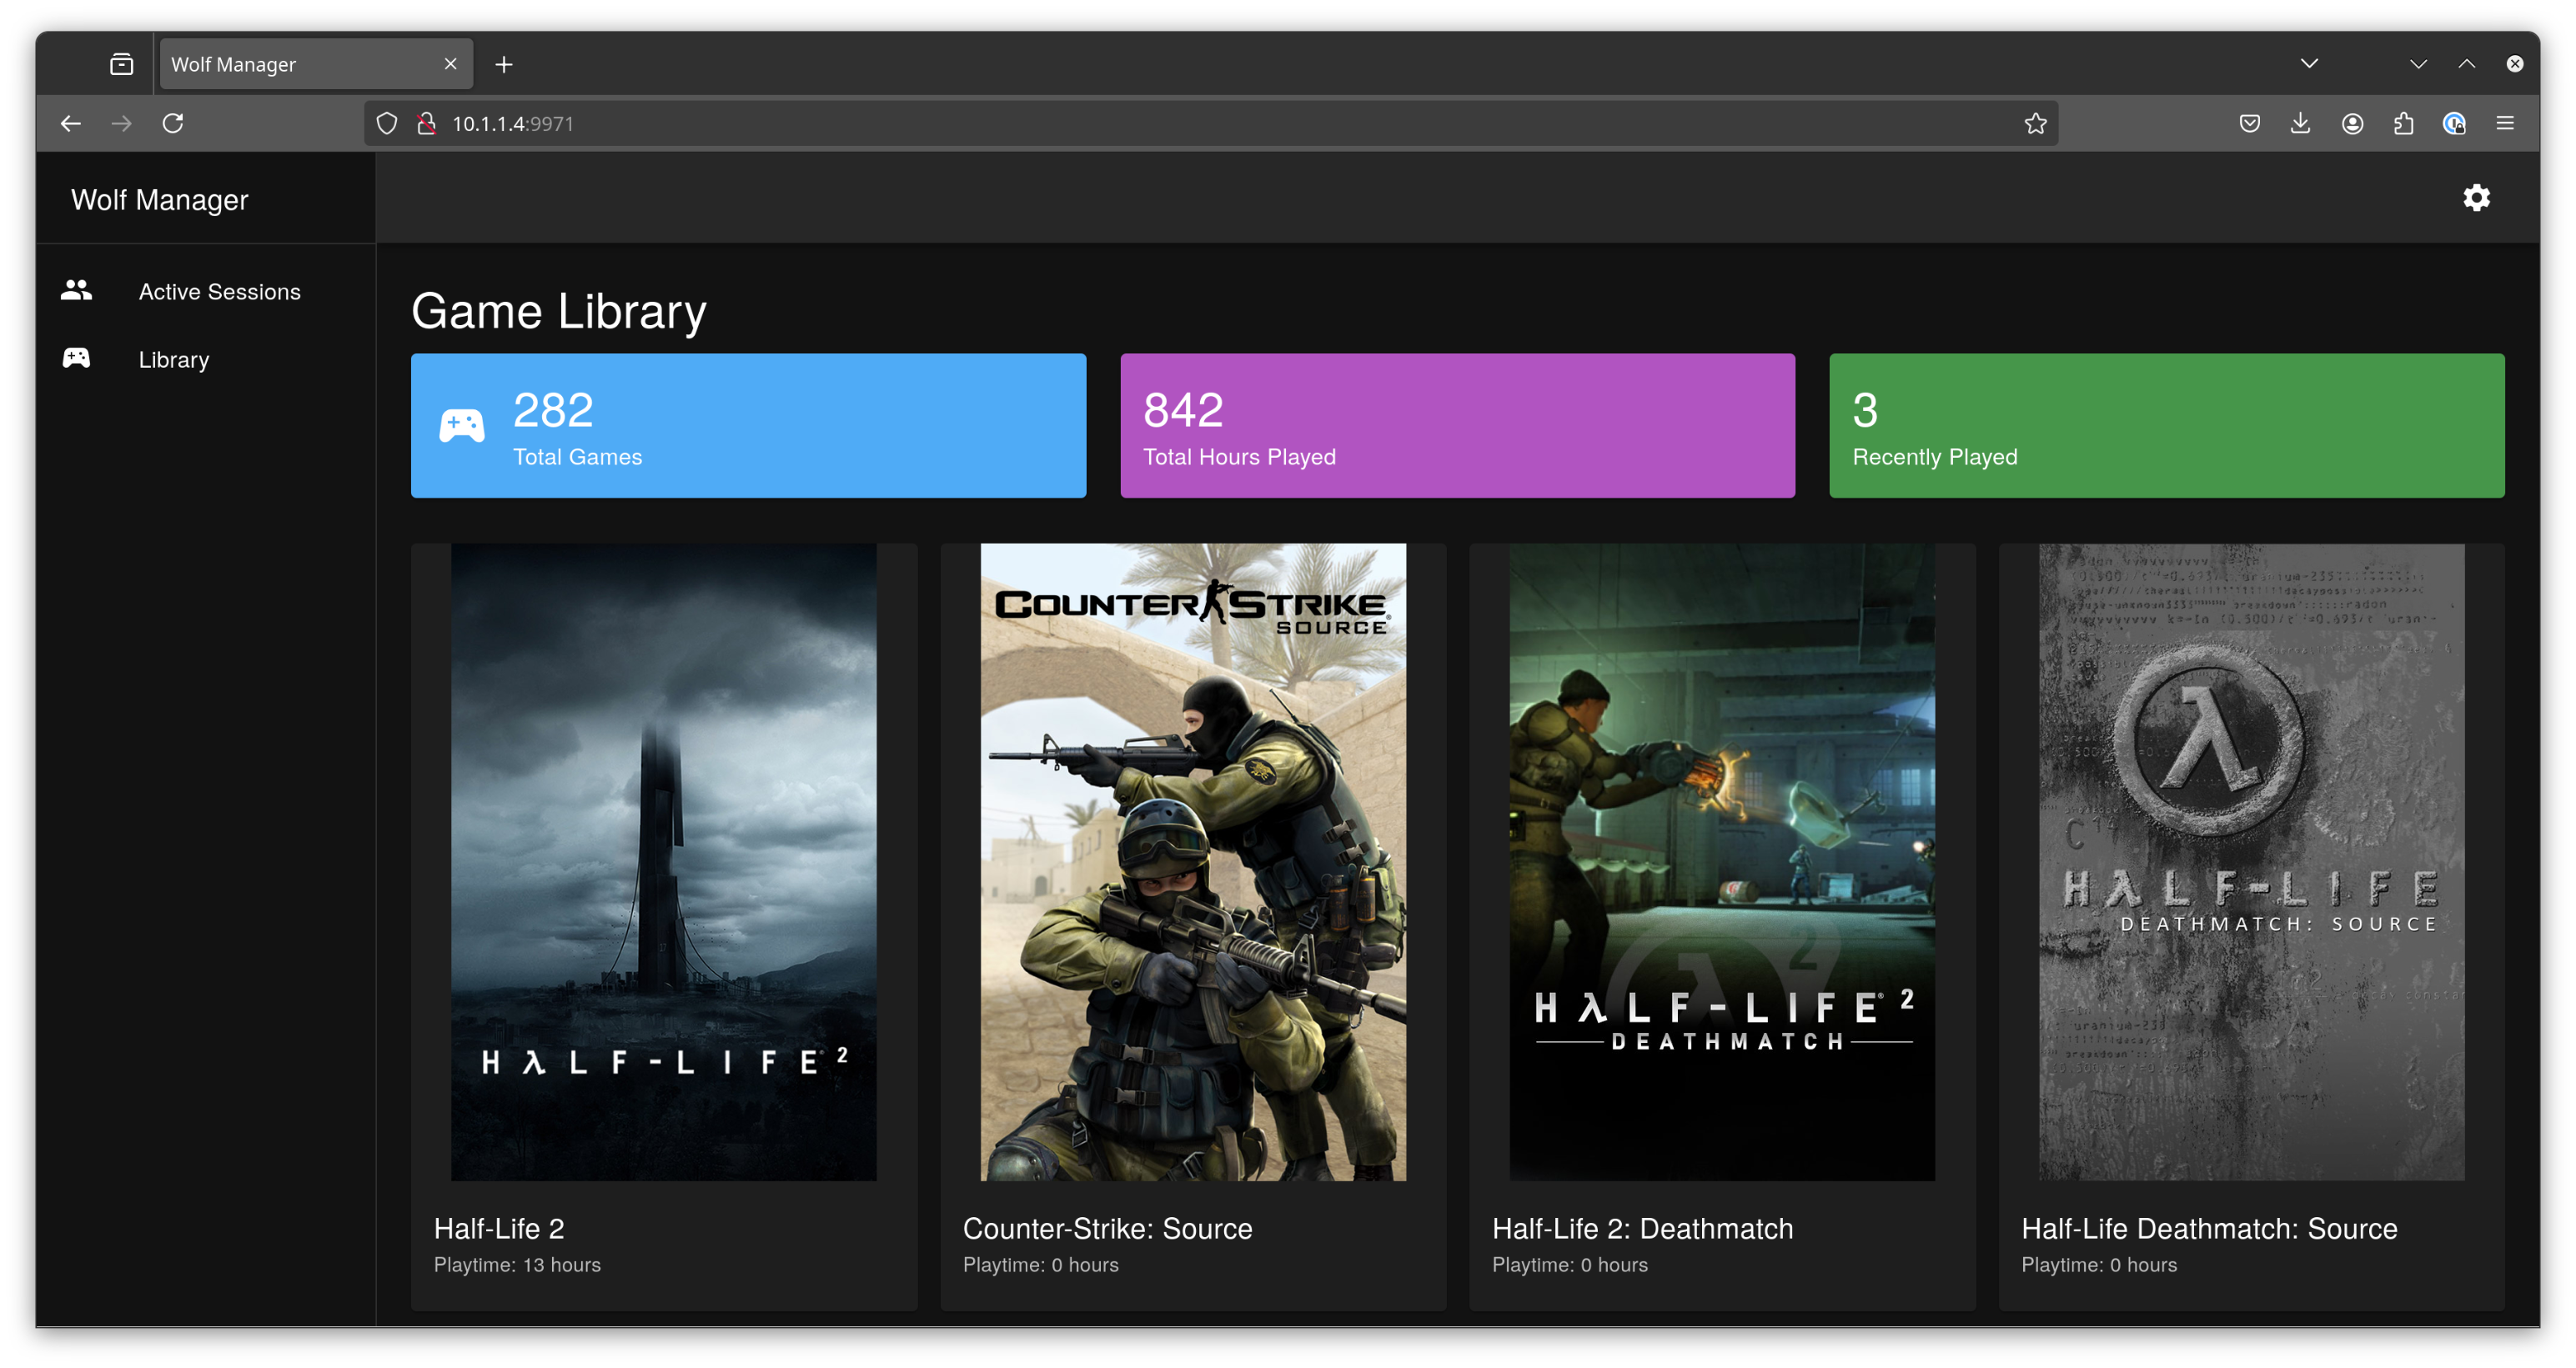 Wolf Manager
10.1.1.4:9971
Wolf Manager
Active Sessions
Library
Game Library
282
Total Games
842
Total Hours Played
3
Recently Played
HλLF-LIFE 2
COUNTER STRIKE
SOURCE
HλLF-LIFE 2
DEATHMATCH
HλLF-LIFE
DEATHMATCH: SOURCE
Half-Life 2
Playtime: 13 hours
Counter-Strike: Source
Playtime: 0 hours
Half-Life 2: Deathmatch
Playtime: 0 hours
Half-Life Deathmatch: Source
Playtime: 0 hours